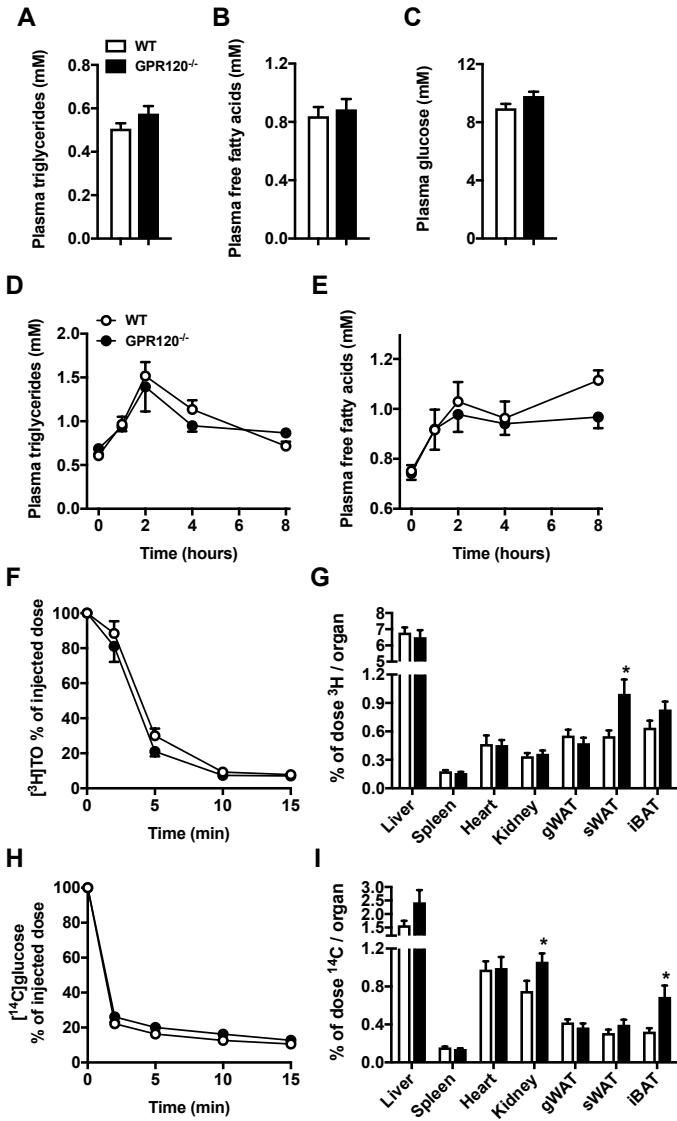 A
B
C
WT
GPR120-/-
Plasma triglycerides (mM)
0.8
0.6
0.4
0.2
0.0
Plasma free fatty acids (mM)
1.2
0.8
0.4
0.0
Plasma glucose (mM)
12
9
6
3
0
D
E
WT
GPR120-/-
Plasma triglycerides (mM)
2.0
1.5
1.0
0.5
0.0
0 2 4 6 8
Time (hours)
Plasma free fatty acids (mM)
1.2
1.0
0.8
0.6
0 2 4 6 8
Time (hours)
F
G
[³H]TO % of injected dose
100
80
60
40
20
0
0 5 10 15
Time (min)
% of dose ³H / organ
8
7
6
5
1.2
0.9
0.6
0.3
0.0
*
Liver Spleen Heart Kidney gWAT sWAT iBAT
H
I
[¹⁴C]glucose
% of injected dose
100
80
60
40
20
0
0 5 10 15
Time (min)
% of dose ¹⁴C / organ
3.0
2.5
2.0
1.5
1.2
0.8
0.4
0.0
* *
Liver Spleen Heart Kidney gWAT sWAT iBAT